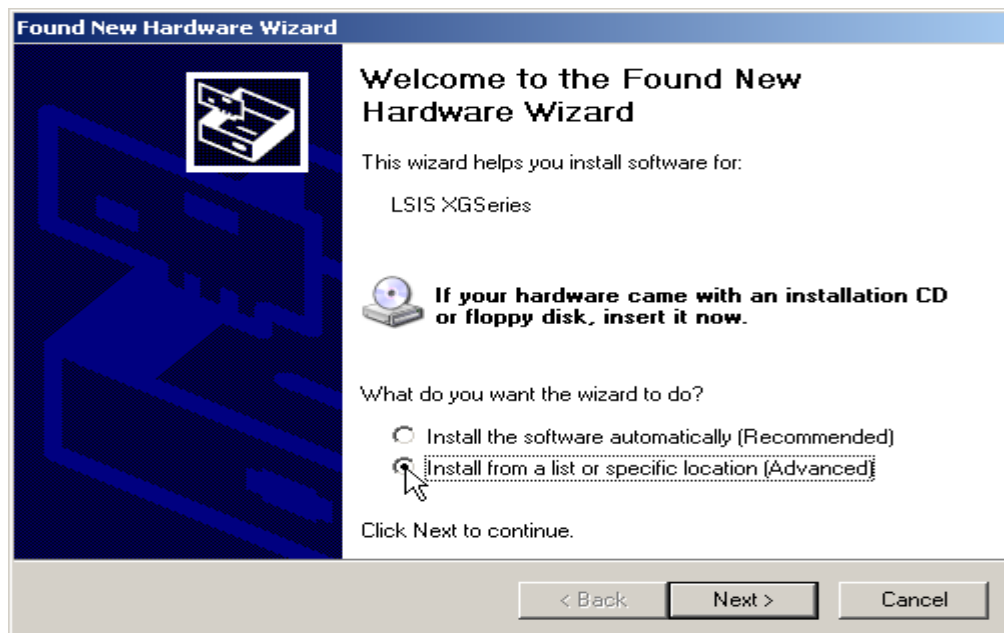 Found New Hardware Wizard
Welcome to the Found New
Hardware Wizard
This wizard helps you install software for:
LSIS XGSeries
If your hardware came with an installation CD
or floppy disk, insert it now.
What do you want the wizard to do?
Install the software automatically (Recommended)
Install from a list or specific location (Advanced)
Click Next to continue.
< Back
Next >
Cancel